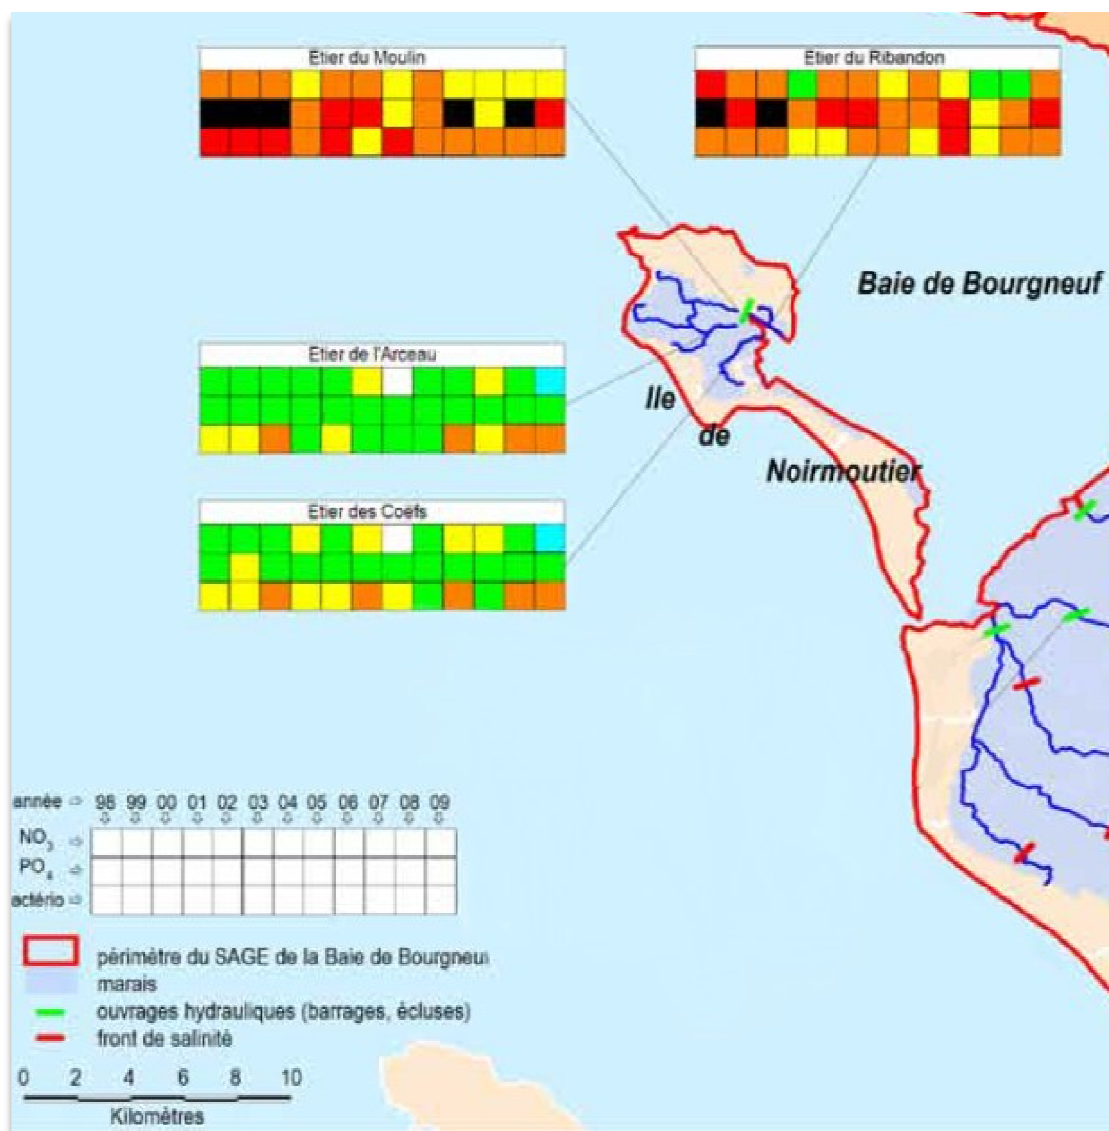 Etier du Moulin
Etier du Ribandon
Baie de Bourgneuf
Etier de l'Arceau
Ile
de
Noirmoutier
Etier des Coëfs
année ⇨ 98 99 00 01 02 03 04 05 06 07 08 09
NO3 ⇨
PO4 ⇨
actério ⇨
périmètre du SAGE de la Baie de Bourgneu
marais
ouvrages hydrauliques (barrages, écluses)
front de salinité
0 2 4 6 8 10
Kilomètres